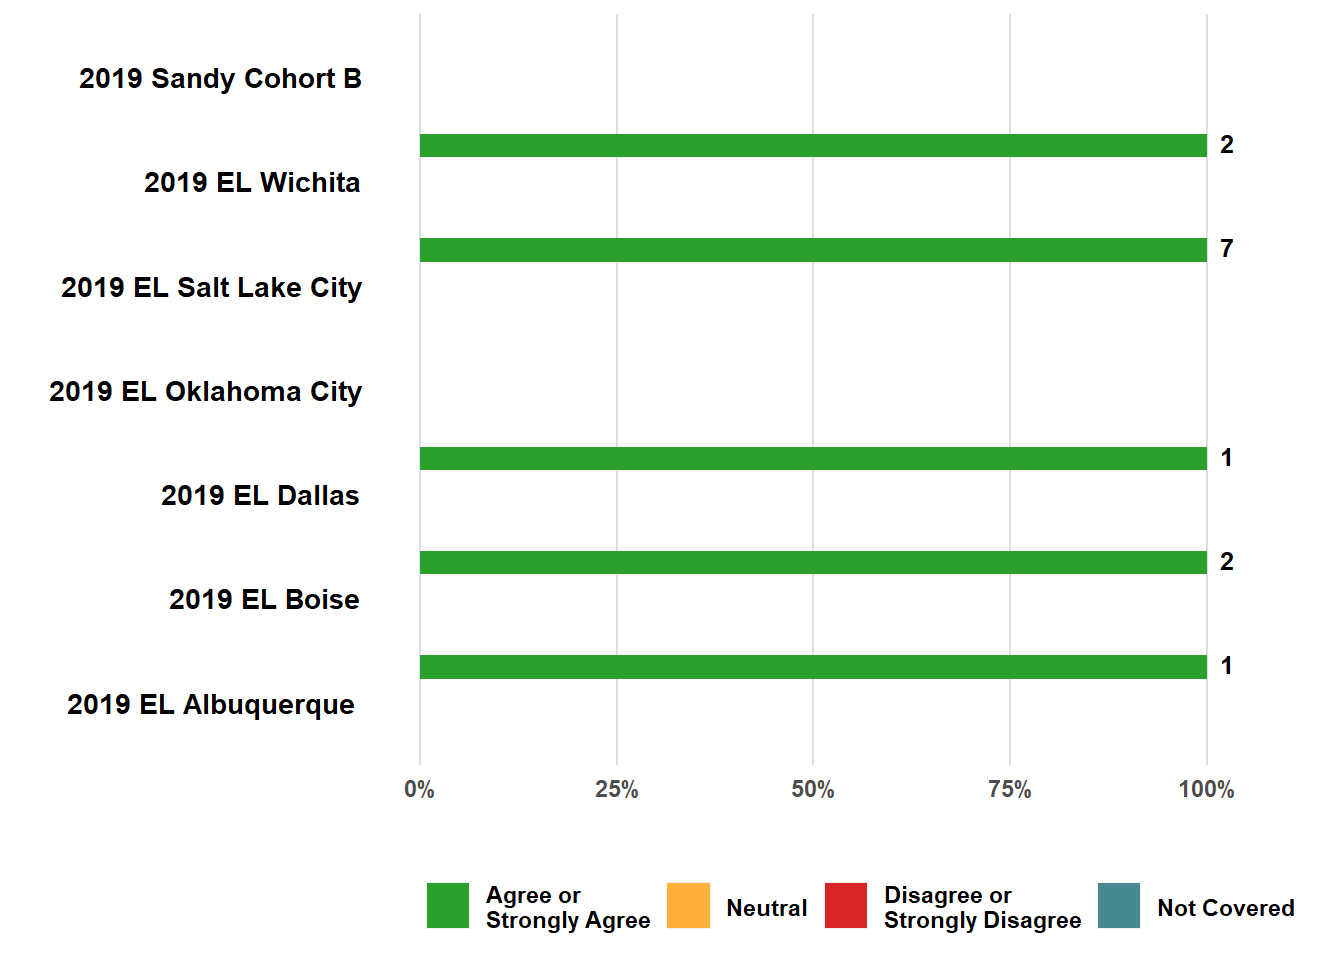 2019 Sandy Cohort B
2
2019 EL Wichita
7
2019 EL Salt Lake City
2019 EL Oklahoma City
1
2019 EL Dallas
2
2019 EL Boise
1
2019 EL Albuquerque
0% 25% 50% 75% 100%
Agree or
Strongly Agree
Neutral
Disagree or
Strongly Disagree
Not Covered